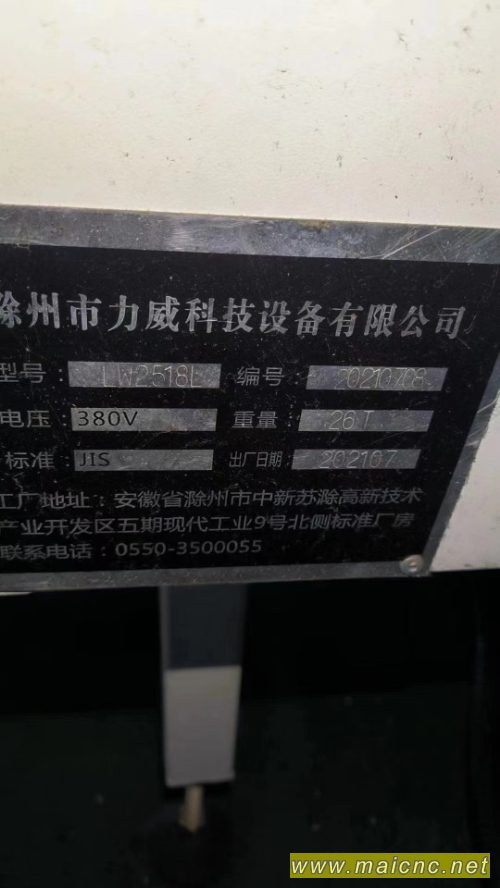 滁州市力威科技设备有限公司
型号: LW2518L 编号: 20210708
电压: 380V 重量: 26T
标准: JIS 出厂日期: 202107
工厂地址: 安徽省滁州市中新苏滁高新技术
产业开发区五期现代工业9号北侧标准厂房
联系电话: 0550-3500055
www.maicnc.net